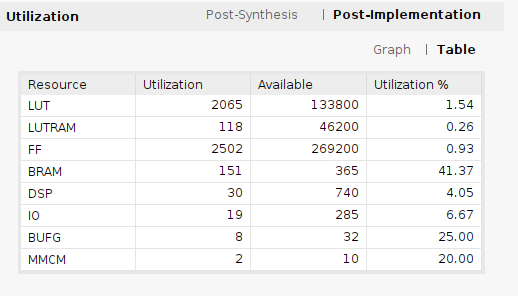 Utilization Post-Synthesis | Post-Implementation
Graph | Table
Resource Utilization Available Utilization %
LUT 2065 133800 1.54
LUTRAM 118 46200 0.26
FF 2502 269200 0.93
BRAM 151 365 41.37
DSP 30 740 4.05
IO 19 285 6.67
BUFG 8 32 25.00
MMCM 2 10 20.00